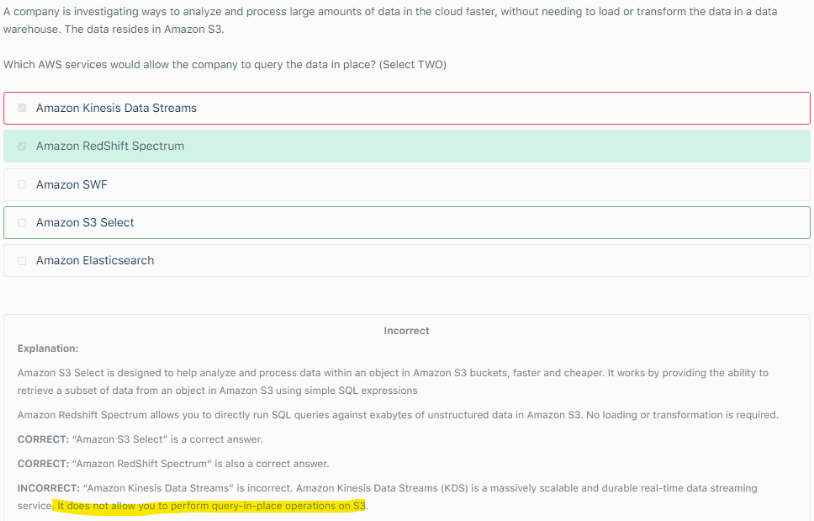 A company is investigating ways to analyze and process large amounts of data in the cloud faster, without needing to load or transform the data in a data
warehouse. The data resides in Amazon S3.
Which AWS services would allow the company to query the data in place? (Select TWO)
Amazon Kinesis Data Streams
Amazon RedShift Spectrum
Amazon SWF
Amazon S3 Select
Amazon Elasticsearch
Incorrect
Explanation:
Amazon S3 Select is designed to help analyze and process data within an object in Amazon S3 buckets, faster and cheaper. It works by providing the ability to
retrieve a subset of data from an object in Amazon S3 using simple SQL expressions
Amazon Redshift Spectrum allows you to directly run SQL queries against exabytes of unstructured data in Amazon S3. No loading or transformation is required.
CORRECT: "Amazon S3 Select" is a correct answer.
CORRECT: "Amazon RedShift Spectrum" is also a correct answer.
INCORRECT: "Amazon Kinesis Data Streams" is incorrect. Amazon Kinesis Data Streams (KDS) is a massively scalable and durable real-time data streaming
service. It does not allow you to perform query-in-place operations on S3.